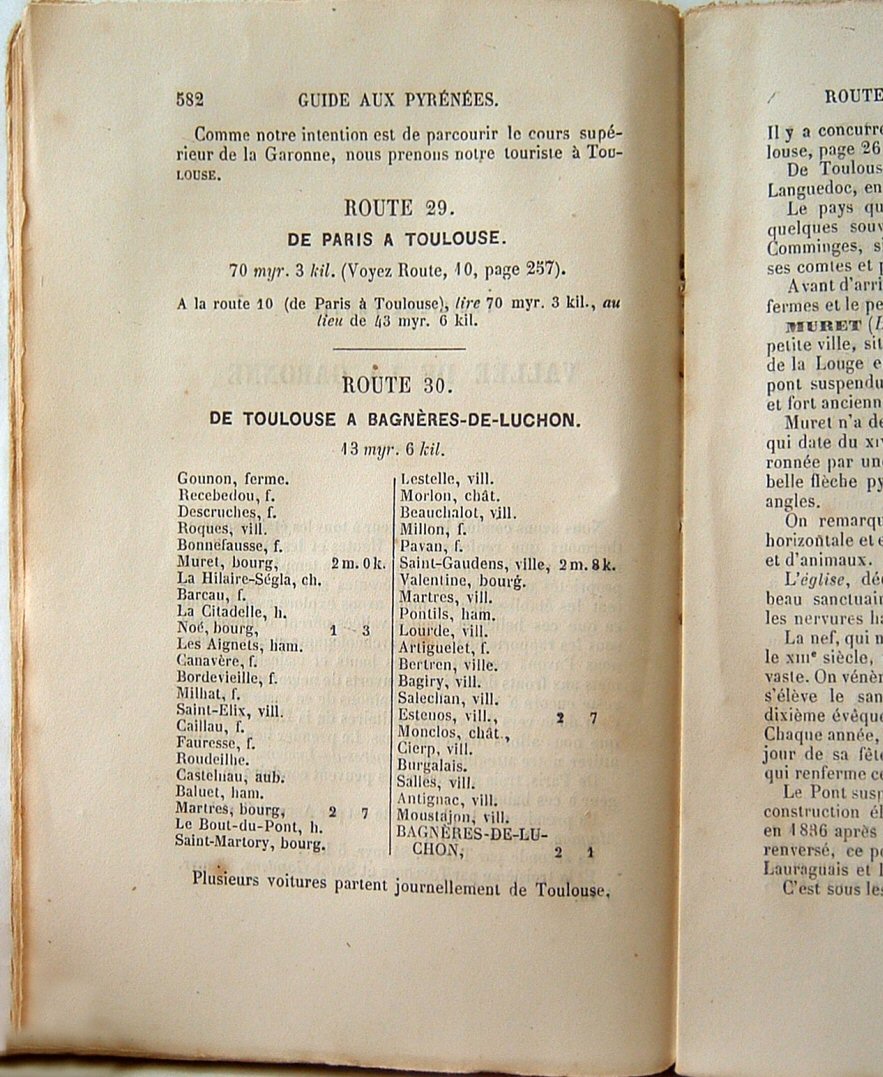 582 GUIDE AUX PYRÉNÉES.
Comme notre intention est de parcourir le cours supé-
rieur de la Garonne, nous prenons notre touriste à Tou-
LOUSE.
ROUTE 29.
DE PARIS A TOULOUSE.
70 myr. 3 kil. (Voyez Route, 10, page 257).
A la route 10 (de Paris à Toulouse), lire 70 myr. 3 kil., au
lieu de 43 myr. 6 kil.
ROUTE 30.
DE TOULOUSE A BAGNÈRES-DE-LUCHON.
13 myr. 6 kil.
Gounon, ferme.
Recebedou, f.
Descruches, f.
Roques, vill.
Bonnefausse, f.
Muret, bourg, 2 m. 0 k.
La Hilaire-Ségla, ch.
Barcau, f.
La Citadelle, h.
Noé, bourg, 1 3
Les Aignets, ham.
Canavère, f.
Bordevieille, f.
Milhat, f.
Saint-Elix, vill.
Caillau, f.
Fauresse, f.
Roudeilhe.
Castelnau, aub.
Baluet, ham.
Martres, bourg, 2 7
Le Bout-du-Pont, h.
Saint-Martory, bourg.
Lestelle, vill.
Morlon, chât.
Beauchalot, vill.
Millon, f.
Pavan, f.
Saint-Gaudens, ville, 2 m. 8 k.
Valentine, bourg.
Martres, vill.
Pontils, ham.
Lourde, vill.
Artiguelet, f.
Bertren, ville.
Bagiry, vill.
Salechan, vill.
Estenos, vill., 2 7
Monclos, chât.,
Cierp, vill.
Burgalais.
Salles, vill.
Antignac, vill.
Moustajon, vill.
BAGNÈRES-DE-LU-
CHON, 2 1
Plusieurs voitures partent journellement de Toulouse.
ROUTE
Il y a concurre
louse, page 26
De Toulous
Languedoc, en
Le pays qu
quelques souv
Comminges, s
ses comtes et p
Avant d'arri
fermes et le pe
MURET (L
petite ville, sit
de la Louge e
pont suspendu
et fort ancienn
Muret n'a de
qui date du xiv
ronnée par un
belle flèche py
angles.
On remarqu
horizontale et e
et d'animaux.
L'église, déd
beau sanctuair
les nervures ha
La nef, qui n
le xiiie siècle,
vaste. On vénèr
s'élève le sanc
dixième évêque
Chaque année,
jour de sa fête
qui renferme ce
Le Pont susp
construction él
en 1836 après
renversé, ce po
Lauraguais et l
C'est sous les